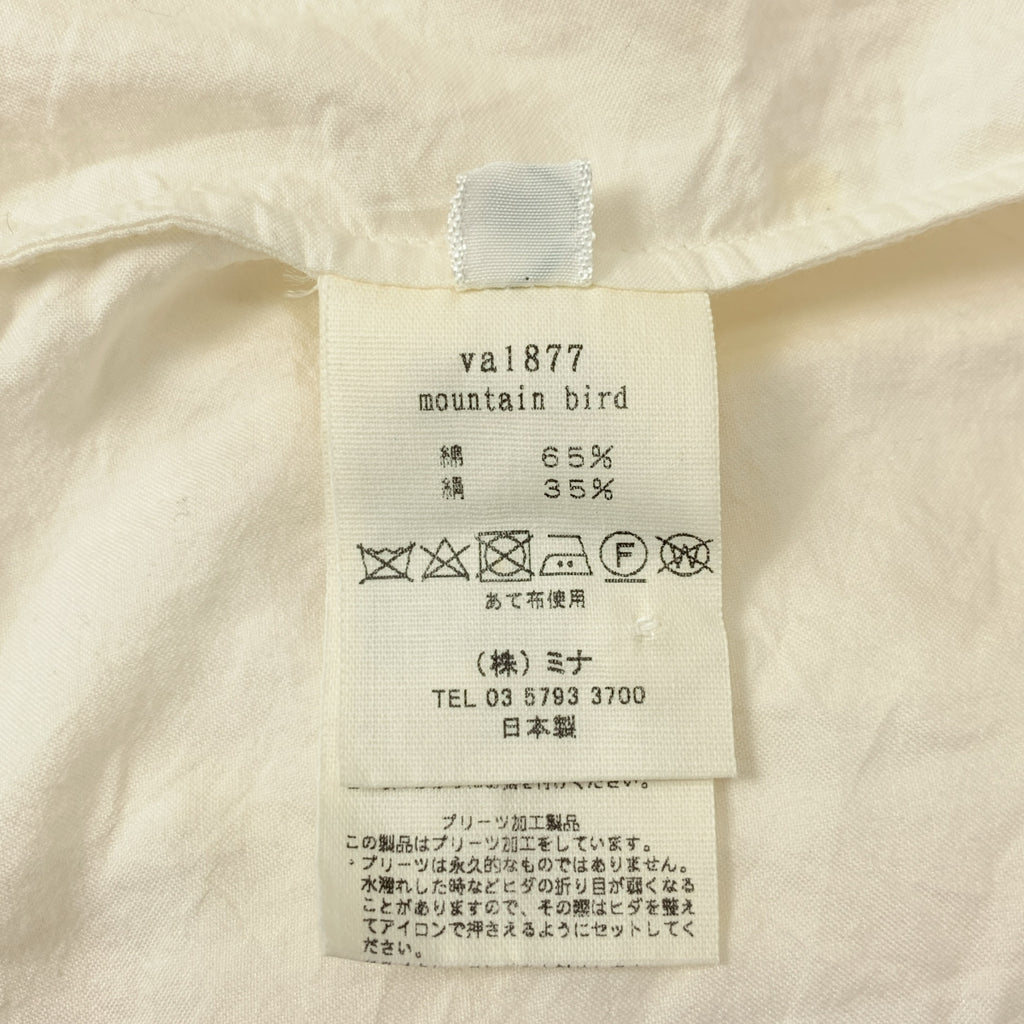 va1877
mountain bird
綿 65%
絹 35%
F
W
あて布使用
(株)ミナ
TEL 03 5793 3700
日本製
ください。
プリーツ加工製品
この製品はプリーツ加工をしています。
・プリーツは永久的なものではありません。
水濡れした時などヒダの折り目が弱くなる
ことがありますので、その際はヒダを整え
てアイロンで押さえるようにセットしてく
ださい。